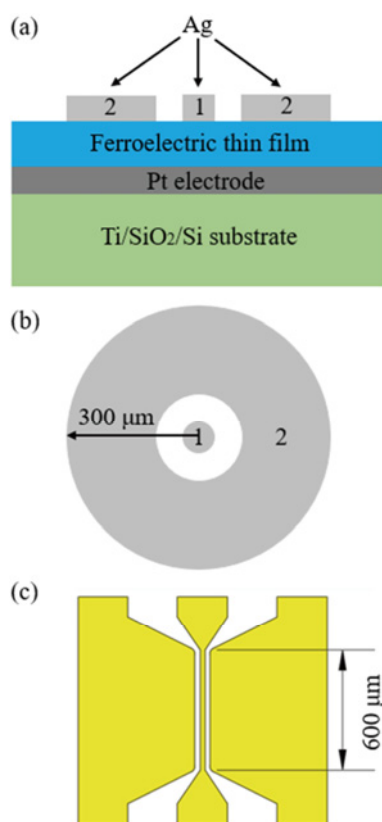 (a)
Ag
2 1 2
Ferroelectric thin film
Pt electrode
Ti/SiO₂/Si substrate
(b)
300 μm
1 2
(c)
600 μm